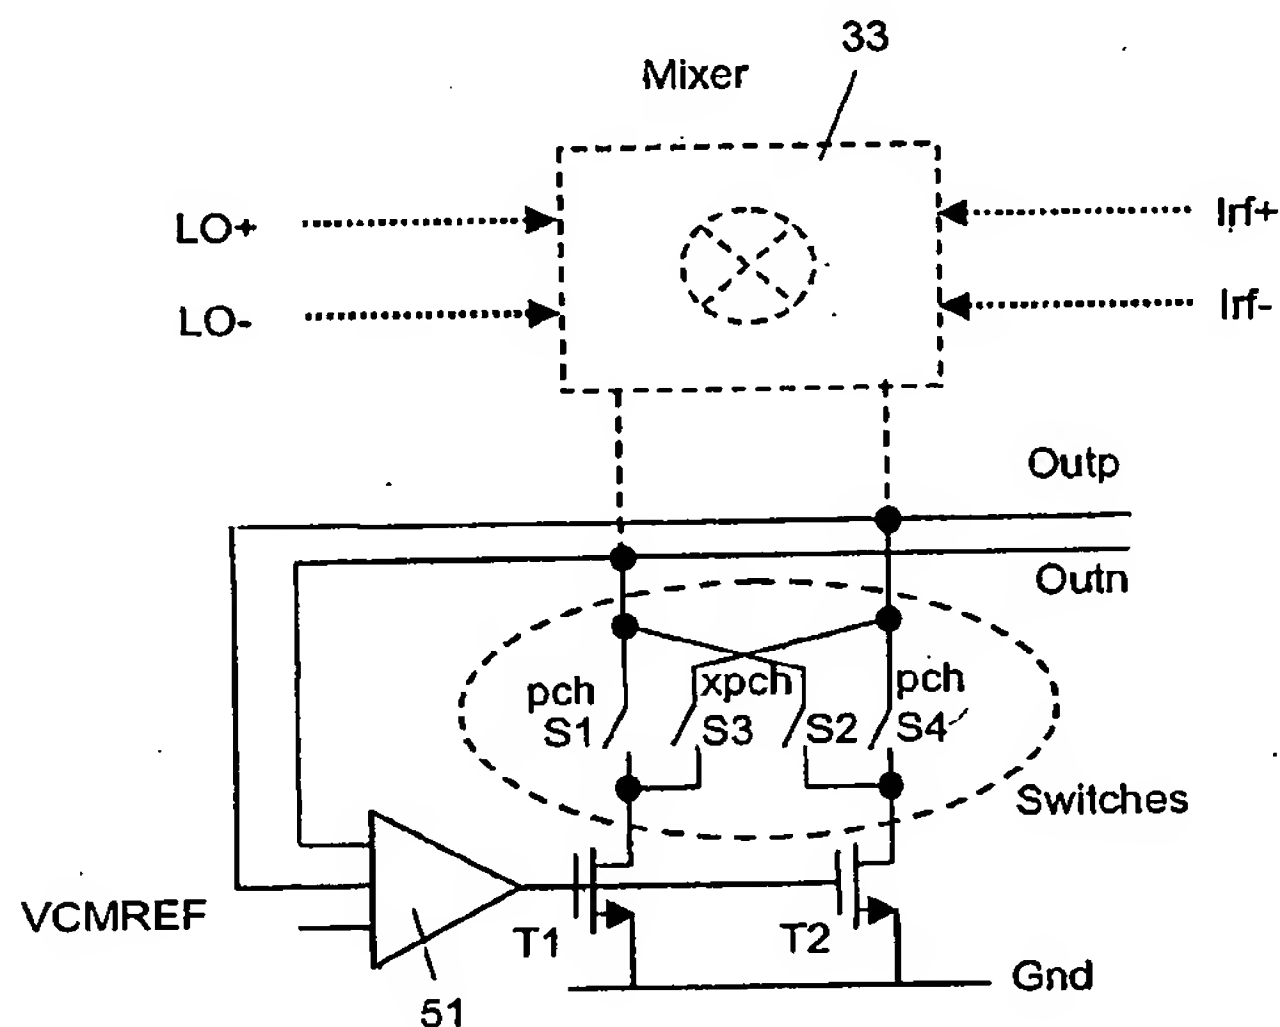 33
Mixer
LO+
Irf+
LO-
Irf-
Outp
Outn
pch
xpch
pch
S1
S3
S2
S4
Switches
VCMREF
T1
T2
Gnd
51